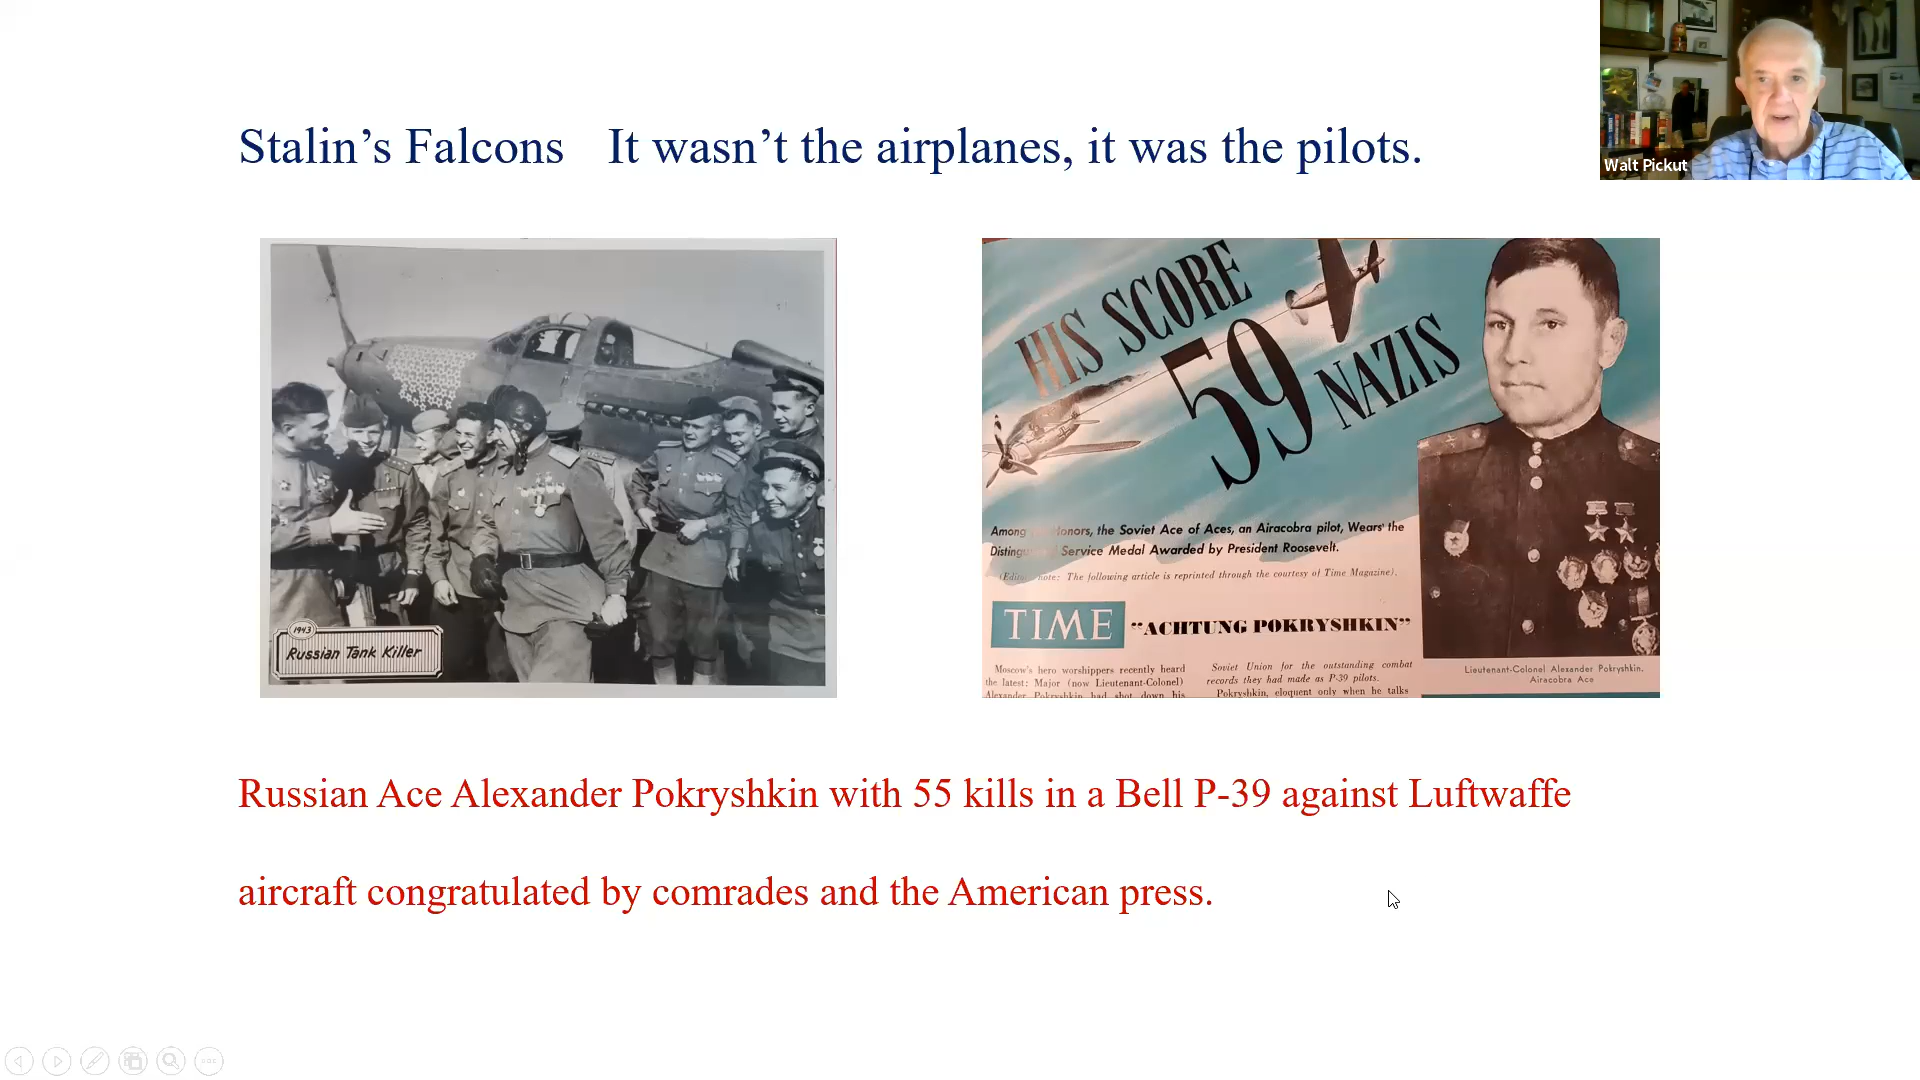 Stalin’s Falcons It wasn’t the airplanes, it was the pilots.
Walt Pickut
1943
Russian Tank Killer
HIS SCORE
59
NAZIS
Among Honors, the Soviet Ace of Aces, an Airacobra pilot, Wears the
Service Medal Awarded by President Roosevelt.
note: The following article is reprinted through the courtesy of Time Magazine).
TIME
“ACHTUNG POKRYSHKIN”
Moscow's hero worshippers recently heard
the latest: Major (now Lieutenant-Colonel)
Alexander Pokryshkin had shot down his
Soviet Union for the outstanding combat
records they had made as P-39 pilots.
Pokryshkin, eloquent only when he talks
Lieutenant-Colonel Alexander Pokryshkin,
Airacobra Ace
Russian Ace Alexander Pokryshkin with 55 kills in a Bell P-39 against Luftwaffe
aircraft congratulated by comrades and the American press.